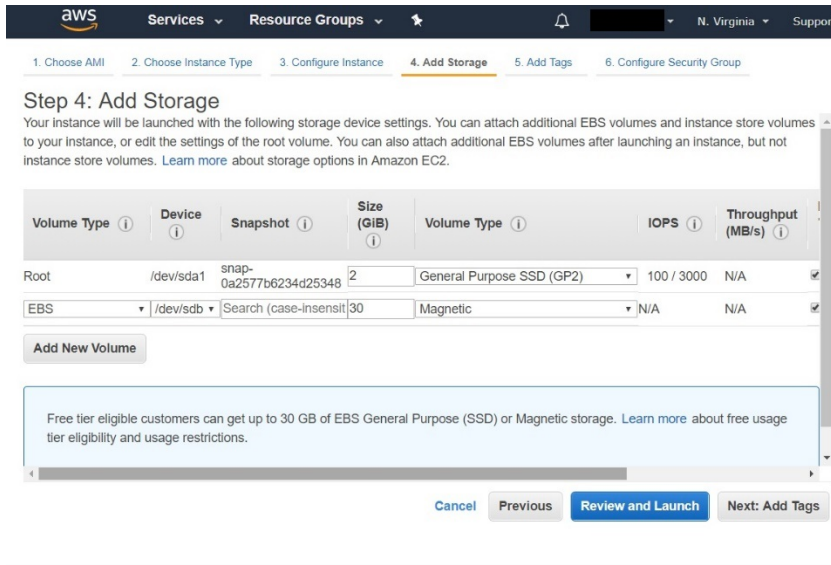 aws Services Resource Groups N. Virginia Suppor
1. Choose AMI 2. Choose Instance Type 3. Configure Instance 4. Add Storage 5. Add Tags 6. Configure Security Group
Step 4: Add Storage
Your instance will be launched with the following storage device settings. You can attach additional EBS volumes and instance store volumes
to your instance, or edit the settings of the root volume. You can also attach additional EBS volumes after launching an instance, but not
instance store volumes. Learn more about storage options in Amazon EC2.
Volume Type i Device i Snapshot i Size (GiB) i Volume Type i IOPS i Throughput (MB/s) i
Root /dev/sda1 snap-0a2577b6234d25348 2 General Purpose SSD (GP2) 100 / 3000 N/A
EBS /dev/sdb Search (case-insensit 30 Magnetic N/A N/A
Add New Volume
Free tier eligible customers can get up to 30 GB of EBS General Purpose (SSD) or Magnetic storage. Learn more about free usage
tier eligibility and usage restrictions.
Cancel Previous Review and Launch Next: Add Tags